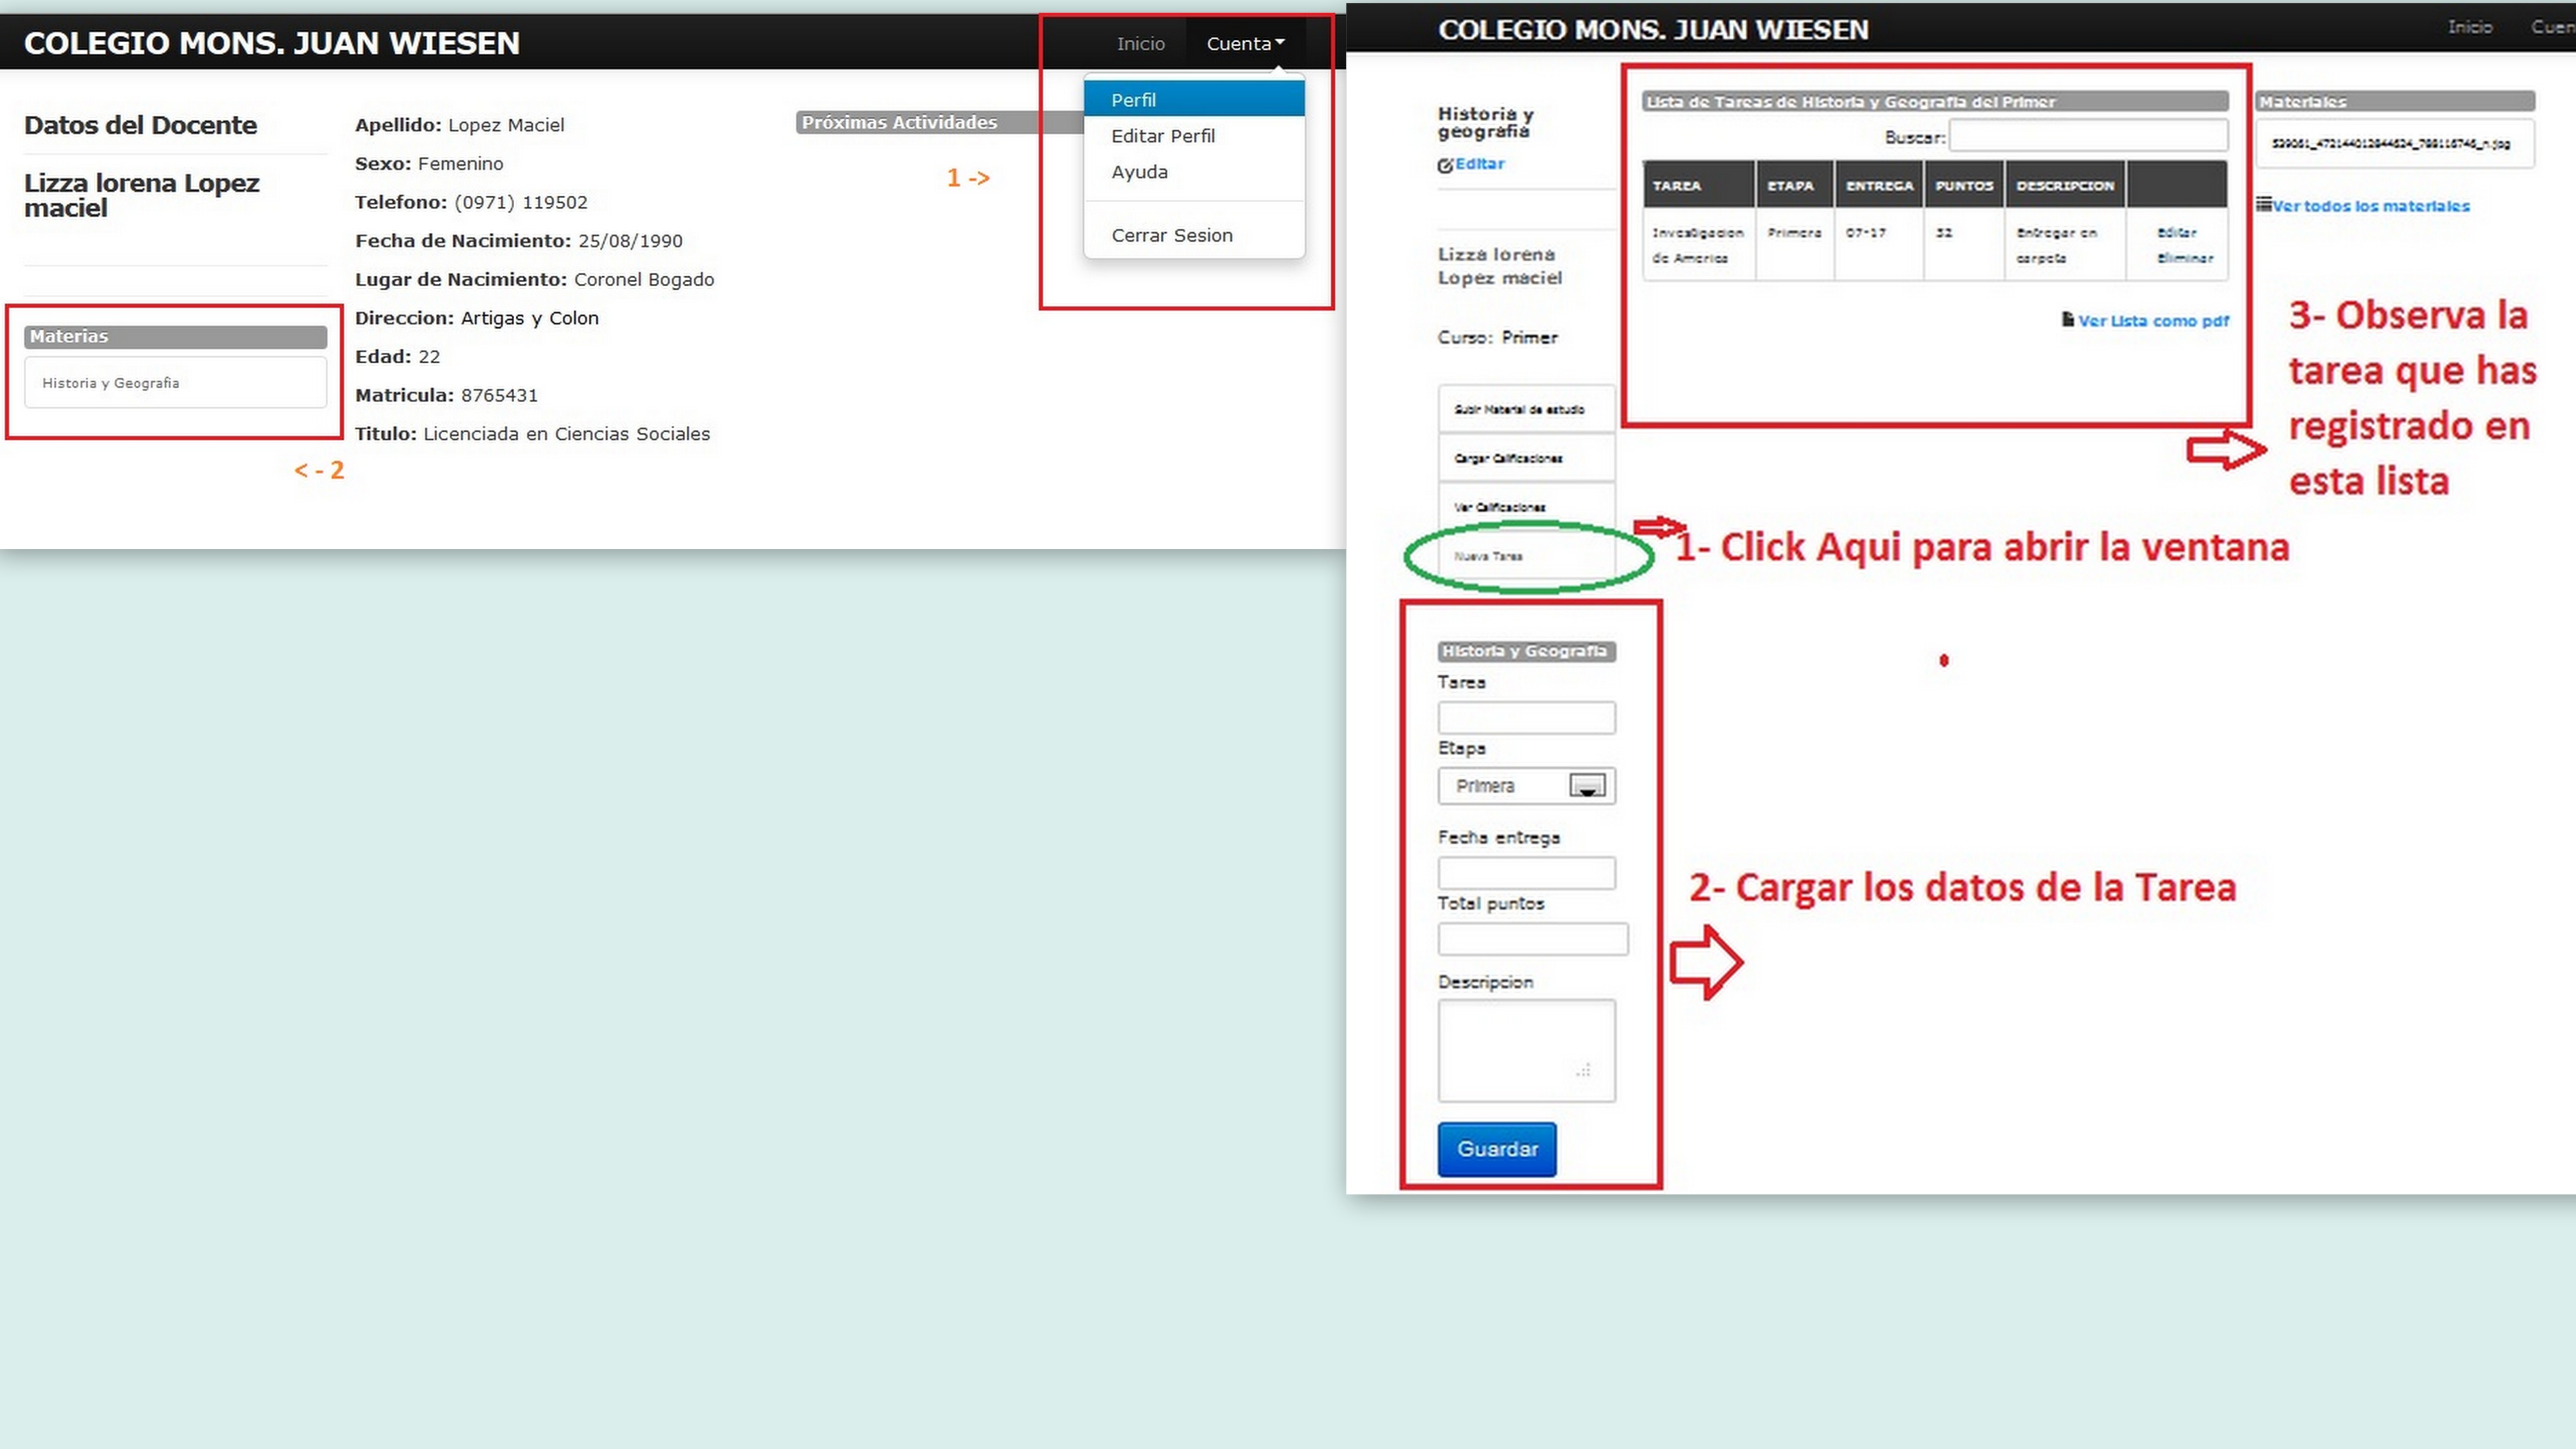 COLEGIO MONS. JUAN WIESEN
Inicio
Cuenta
Perfil
Editar Perfil
Ayuda
Cerrar Sesion
Datos del Docente
Lizza lorena Lopez
maciel
Materias
Historia y Geografia
< - 2
Apellido: Lopez Maciel
Sexo: Femenino
Telefono: (0971) 119502
Fecha de Nacimiento: 25/08/1990
Lugar de Nacimiento: Coronel Bogado
Direccion: Artigas y Colon
Edad: 22
Matricula: 8765431
Titulo: Licenciada en Ciencias Sociales
Próximas Actividades
1 ->
COLEGIO MONS. JUAN WIESEN
Inicio
Cuen
Historia y
geografia
Editar
Lizza lorena
Lopez maciel
Curso: Primer
Subir Material de estudio
Cargar Calificaciones
Ver Calificaciones
Nueva Tarea
Lista de Tareas de Historia y Geografia del Primer
Buscar:
TAREA ETAPA ENTREGA PUNTOS DESCRIPCION
Investigacion Primera 07-17 32 Entregar en Editar
de America carpeta Eliminar
Ver Lista como pdf
Materiales
Ver todos los materiales
3- Observa la
tarea que has
registrado en
esta lista
1- Click Aqui para abrir la ventana
Historia y Geografia
Tarea
Etapa
Primera
Fecha entrega
Total puntos
Descripcion
Guardar
2- Cargar los datos de la Tarea